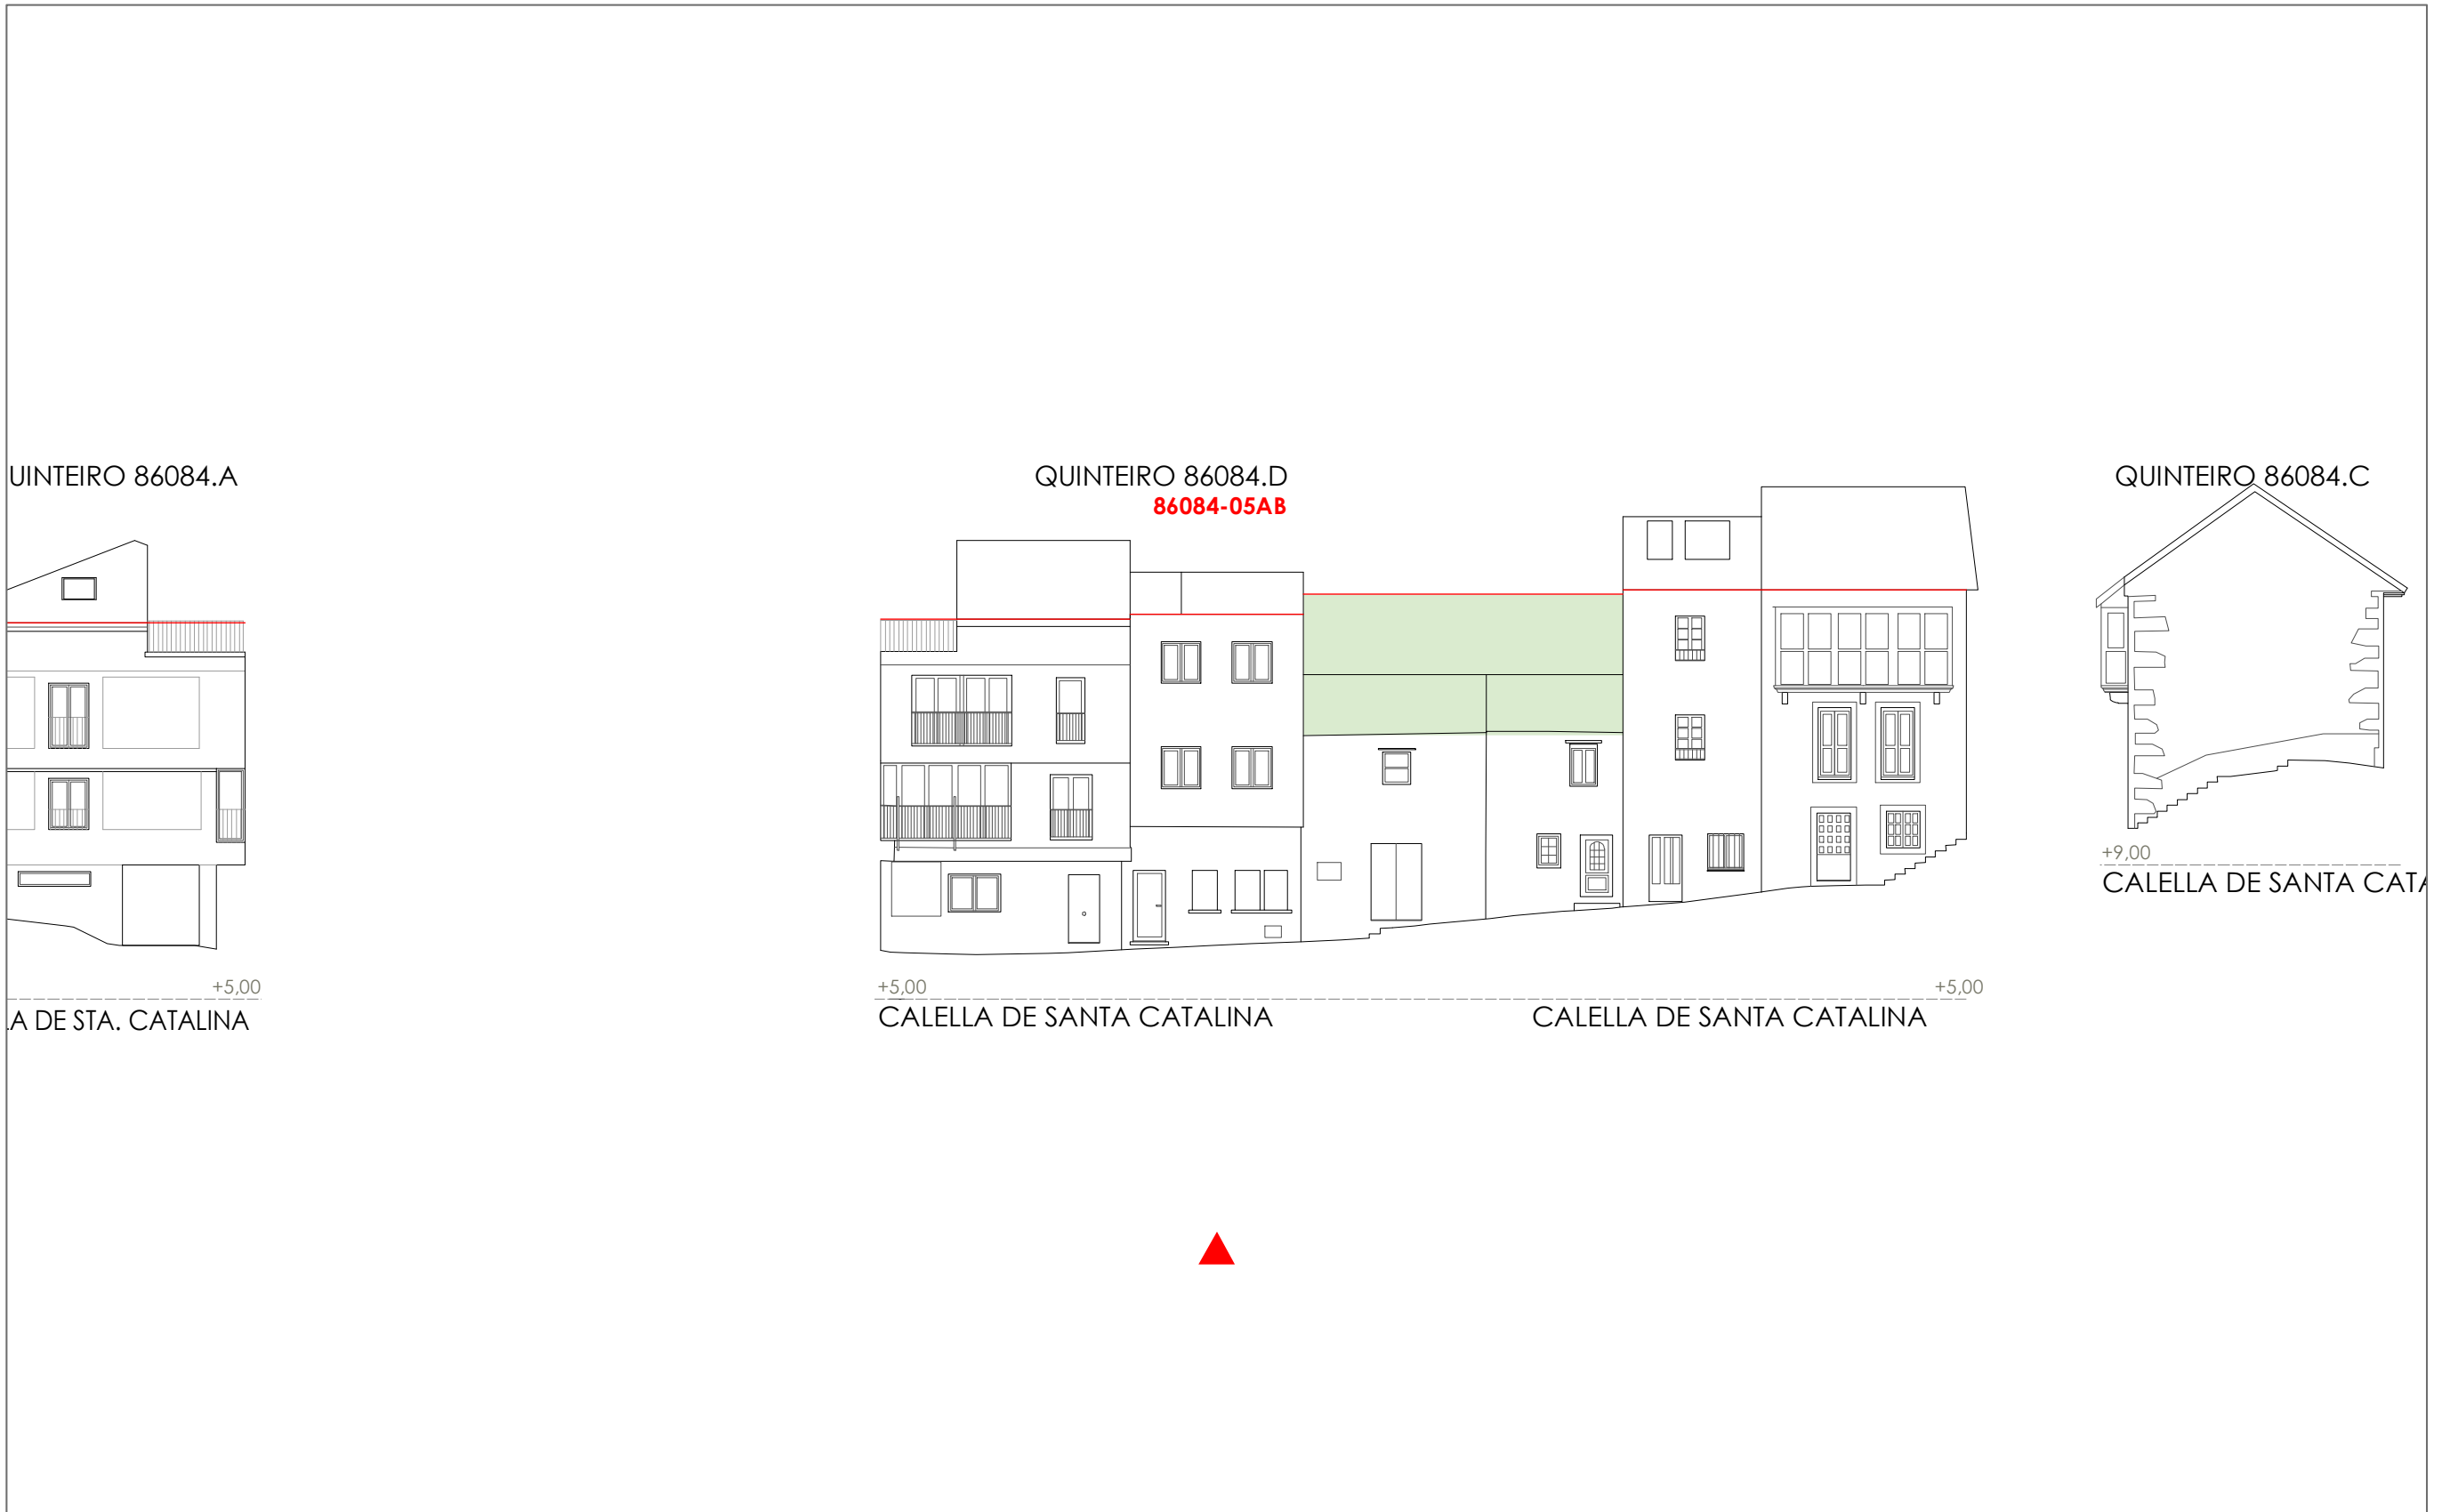 UINTEIRO 86084.A
QUINTEIRO 86084.D
86084-05AB
QUINTEIRO 86084.C
+9,00
CALELLA DE SANTA CATA
+5,00
+5,00
+5,00
A DE STA. CATALINA
CALELLA DE SANTA CATALINA
CALELLA DE SANTA CATALINA